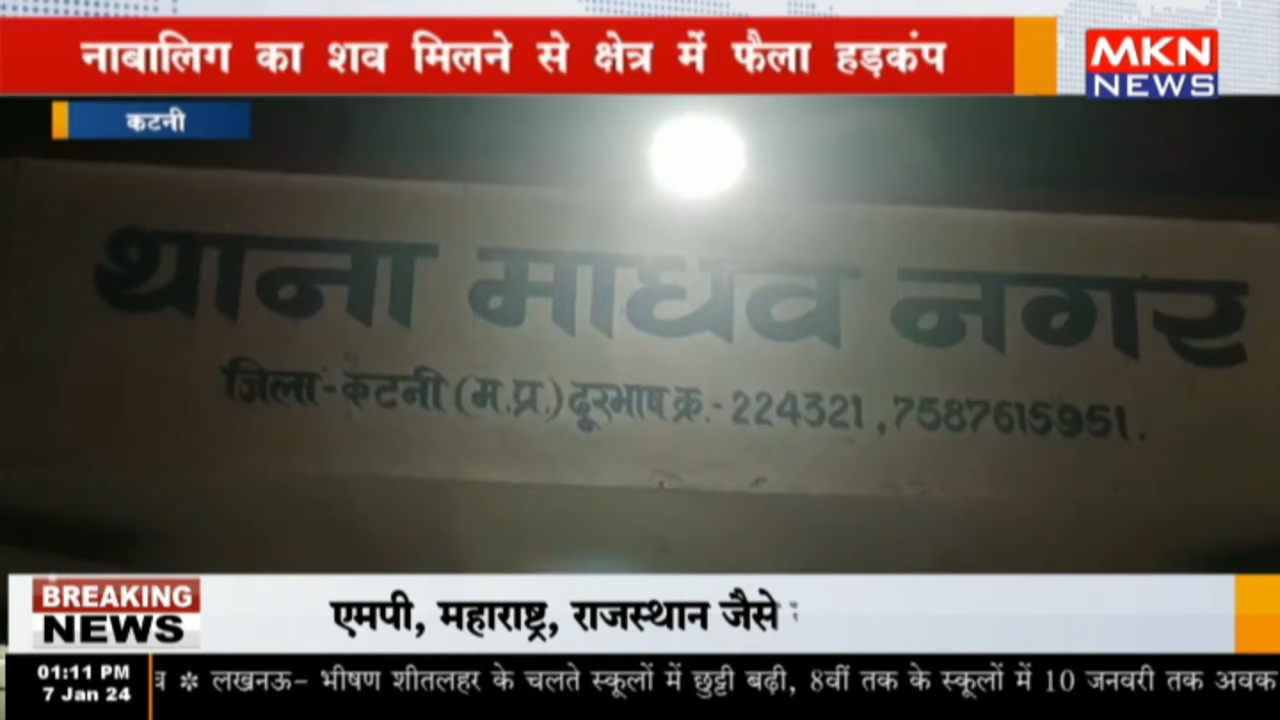 नाबालिग का शव मिलने से क्षेत्र में फैला हड़कंप
MKN
NEWS
कटनी
थाना माधव नगर
जिला-कटनी (म.प्र.) दूरभाष क्र.- 224321, 7587615951.
BREAKING
NEWS
एमपी, महाराष्ट्र, राजस्थान जैसे
01:11 PM
7 Jan 24
❇ लखनऊ- भीषण शीतलहर के चलते स्कूलों में छुट्टी बढ़ी, 8वीं तक के स्कूलों में 10 जनवरी तक अवक